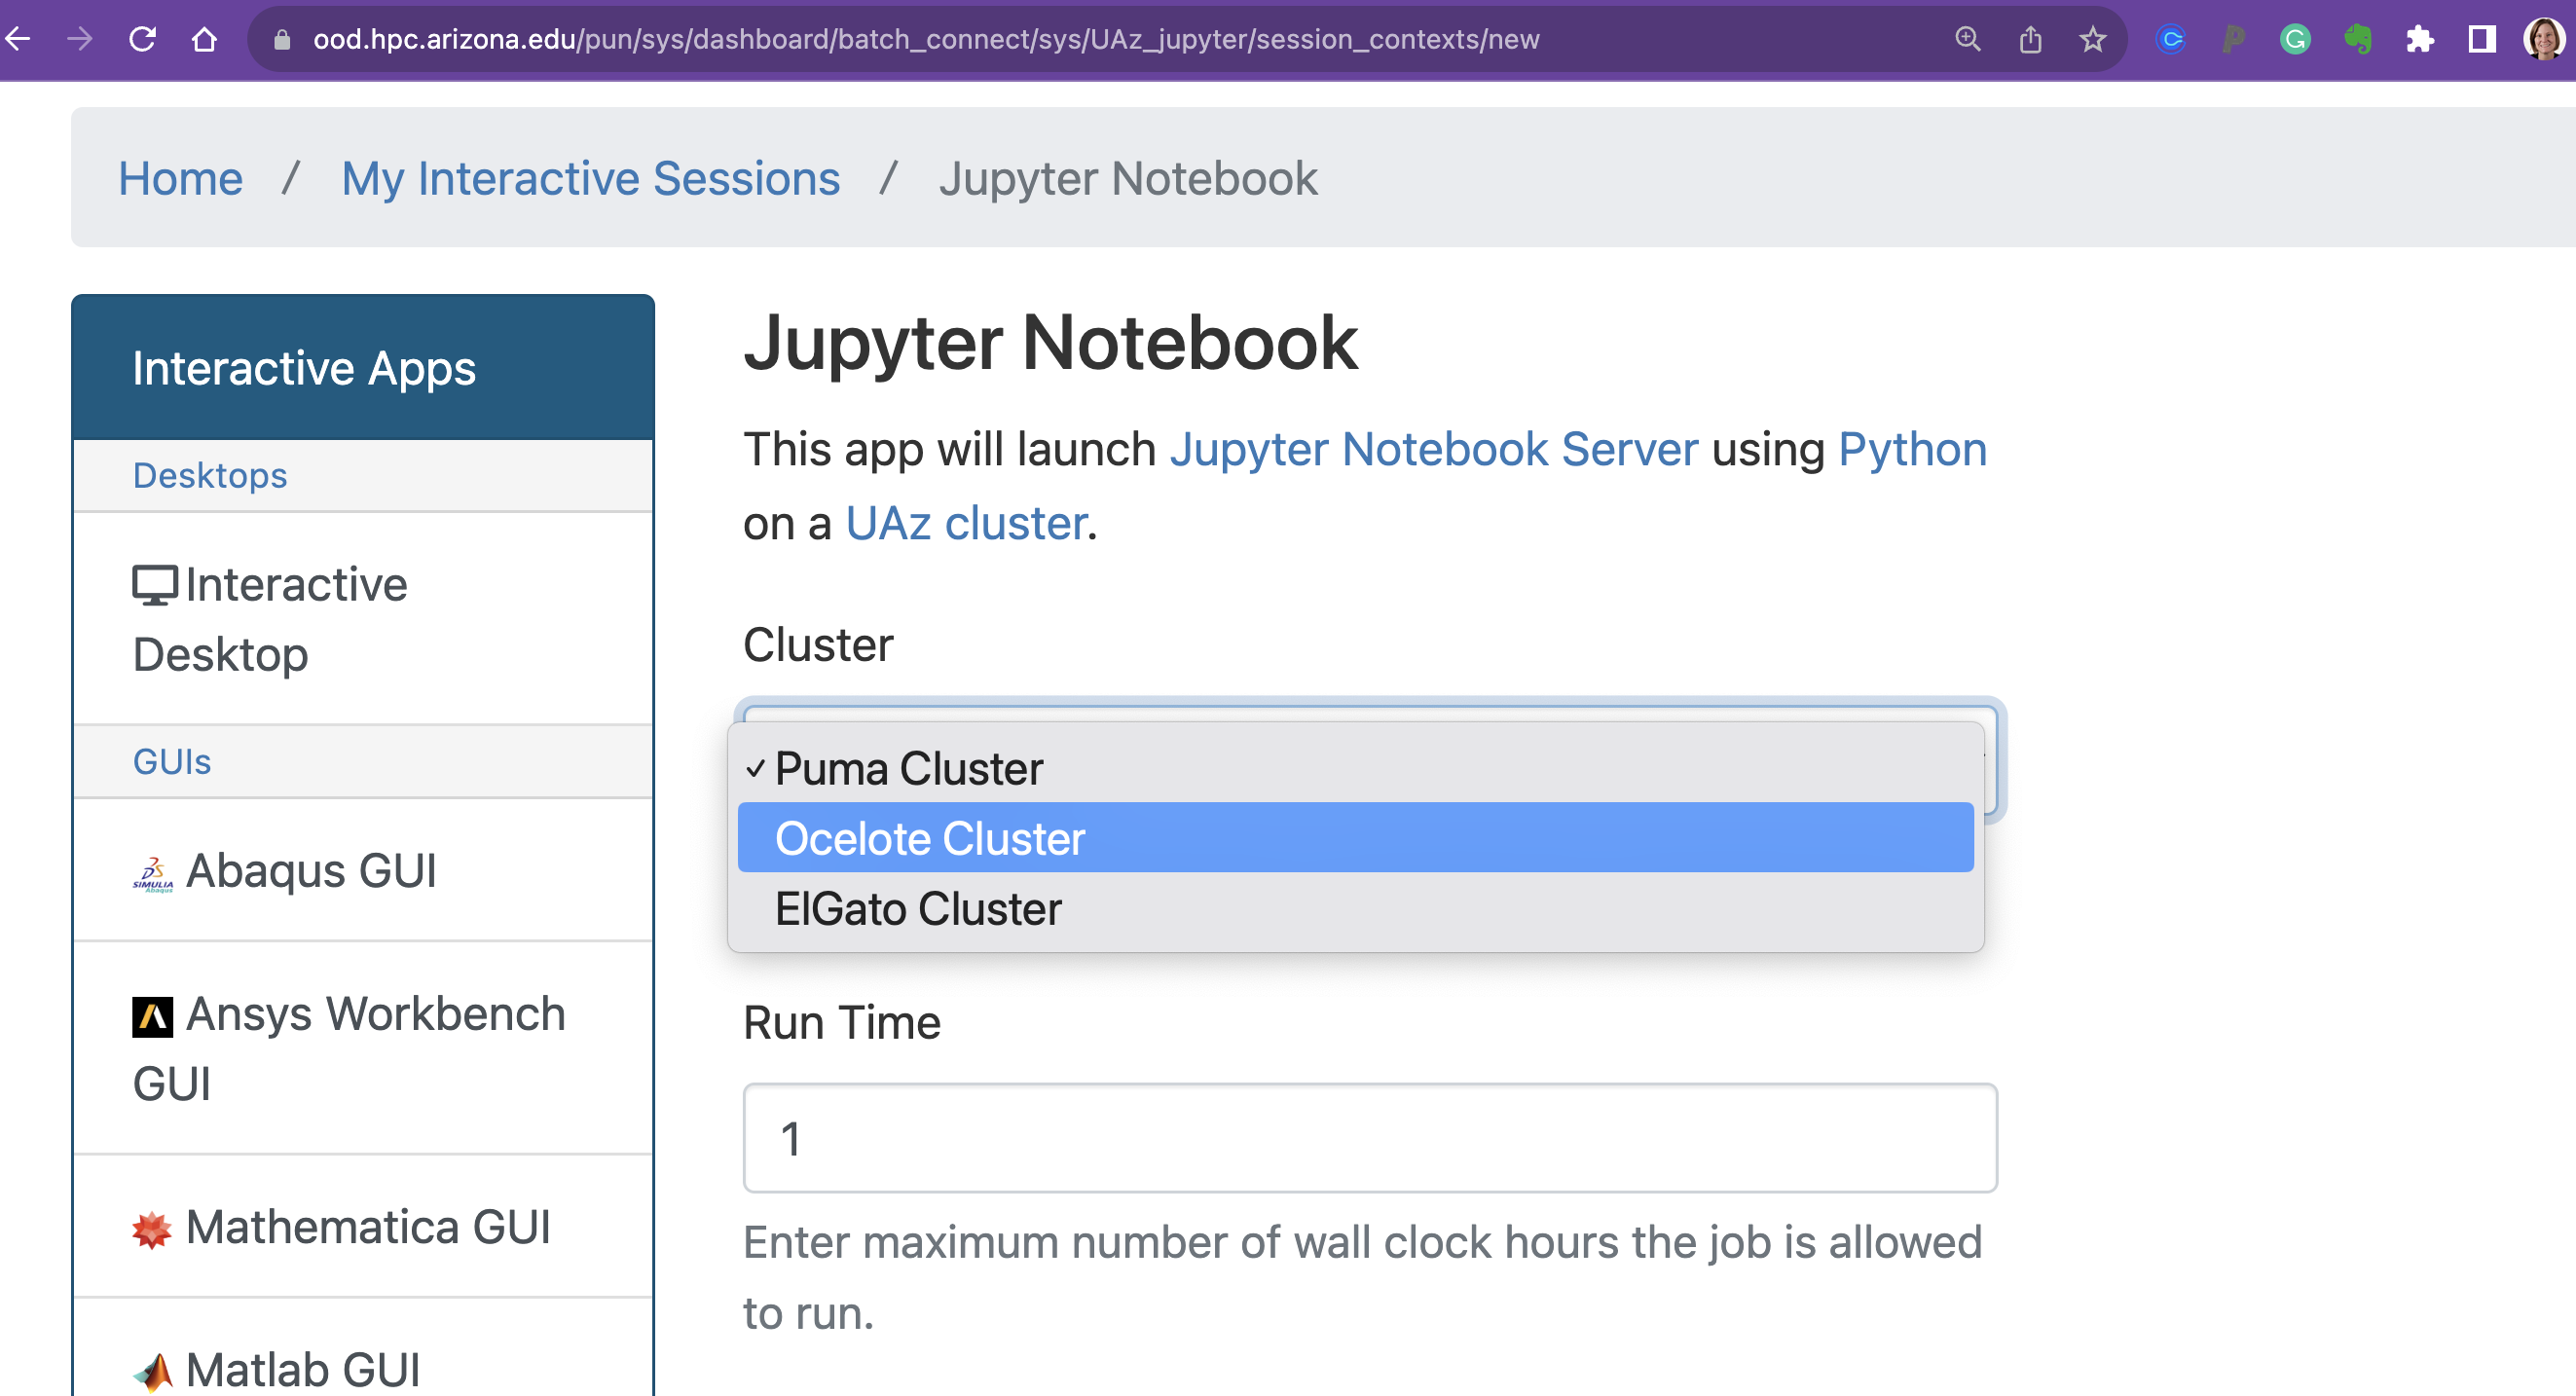 ood.hpc.arizona.edu/pun/sys/dashboard/batch_connect/sys/UAz_jupyter/session_contexts/new
Home / My Interactive Sessions / Jupyter Notebook
Interactive Apps
Desktops
Interactive
Desktop
GUIs
SIMULIA
Abaqus
Abaqus GUI
Ansys Workbench
GUI
Mathematica GUI
Matlab GUI
Jupyter Notebook
This app will launch Jupyter Notebook Server using Python
on a UAz cluster.
Cluster
✓ Puma Cluster
Ocelote Cluster
ElGato Cluster
Run Time
1
Enter maximum number of wall clock hours the job is allowed
to run.